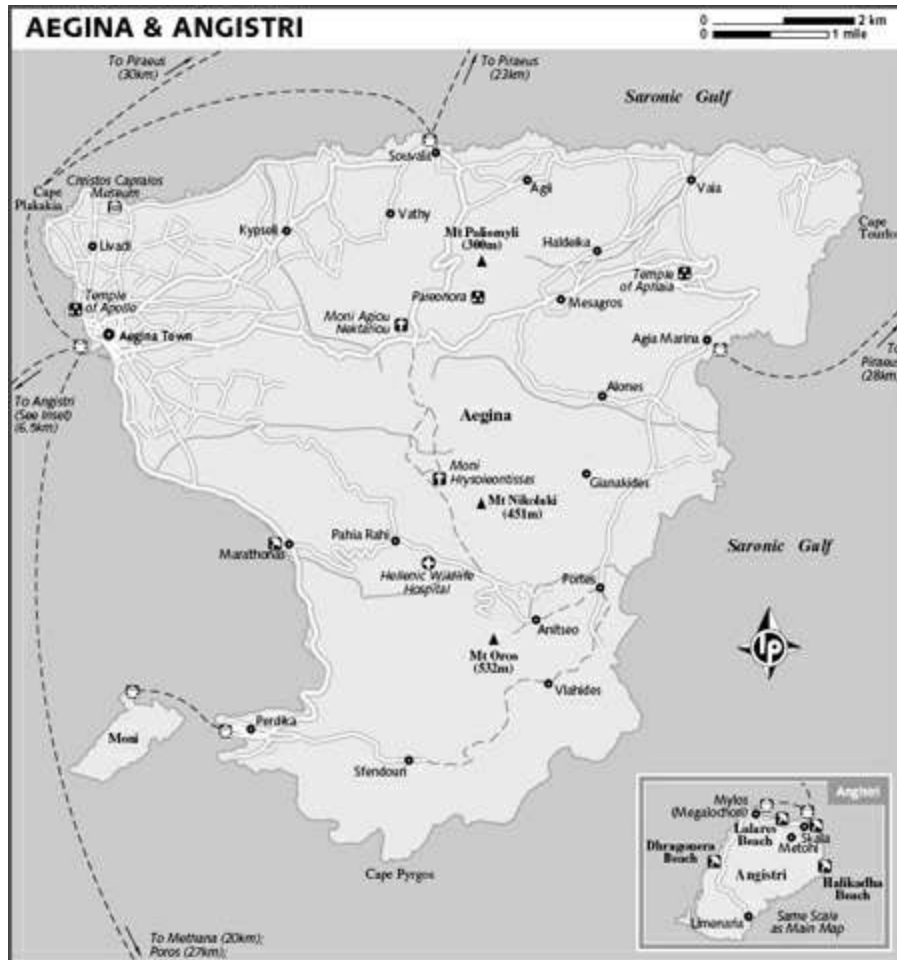 AEGINA & ANGISTRI
0 2 km
0 1 mile
To Piraeus
(30km)
To Piraeus
(23km)
Saronic Gulf
Souvala
Cape
Plakakia
Christos Capralos
Museum
Agii
Vaia
Vathy
Kypseli
Livadi
Mt Paliomyli
(300m)
Haldeika
Cape
Tourlos
Temple
of Aphaia
Temple
of Apollo
Paleohora
Mesagros
Moni Agiou
Nektariou
Aegina Town
Agia Marina
To
Piraeus
(28km)
To Angistri
(See Inset)
(6.5km)
Alones
Aegina
Moni
Hrysoleontissas
Gianakides
Mt Nikolaki
(451m)
Pahia Rahi
Marathonas
Saronic Gulf
Hellenic Wildlife
Hospital
Portes
Anitseo
lp
Mt Oros
(532m)
Vlahides
Perdika
Moni
Sfendouri
Angistri
Mylos
(Megalochori)
Lalares
Beach
Skala
Metohi
Dhragonera
Beach
Angistri
Halikadha
Beach
Limenaria
Same Scale
as Main Map
Cape Pyrgos
To Methana (20km);
Poros (27km);